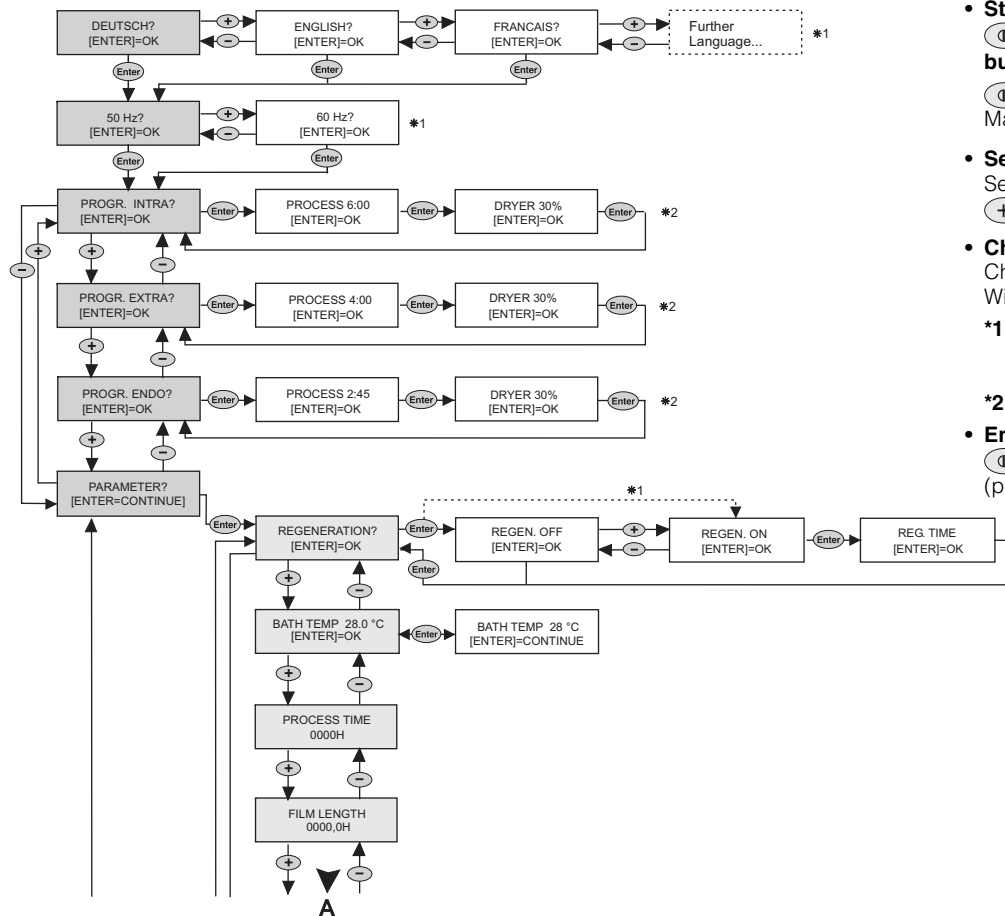 DEUTSCH?
[ENTER]=OK
+
–
ENGLISH?
[ENTER]=OK
+
–
FRANCAIS?
[ENTER]=OK
+
–
Further
Language...
*1
Enter
Enter
Enter
50 Hz?
[ENTER]=OK
+
–
60 Hz?
[ENTER]=OK
*1
Enter
Enter
PROGR. INTRA?
[ENTER]=OK
Enter
PROCESS 6:00
[ENTER]=OK
Enter
DRYER 30%
[ENTER]=OK
Enter
*2
+
–
+
–
PROGR. EXTRA?
[ENTER]=OK
Enter
PROCESS 4:00
[ENTER]=OK
Enter
DRYER 30%
[ENTER]=OK
Enter
*2
+
–
PROGR. ENDO?
[ENTER]=OK
Enter
PROCESS 2:45
[ENTER]=OK
Enter
DRYER 30%
[ENTER]=OK
Enter
*2
+
–
PARAMETER?
[ENTER=CONTINUE]
Enter
REGENERATION?
[ENTER]=OK
Enter
*1
REGEN. OFF
[ENTER]=OK
+
–
REGEN. ON
[ENTER]=OK
Enter
REG. TIME
[ENTER]=OK
Enter
+
–
BATH TEMP 28.0 °C
[ENTER]=OK
Enter
BATH TEMP 28 °C
[ENTER]=CONTINUE
+
–
PROCESS TIME
0000H
+
–
FILM LENGTH
0000,0H
+
–
A
• St
bu
Ma
• Se
Se
+
• Ch
Ch
Wi
*1
*2
• En
(p